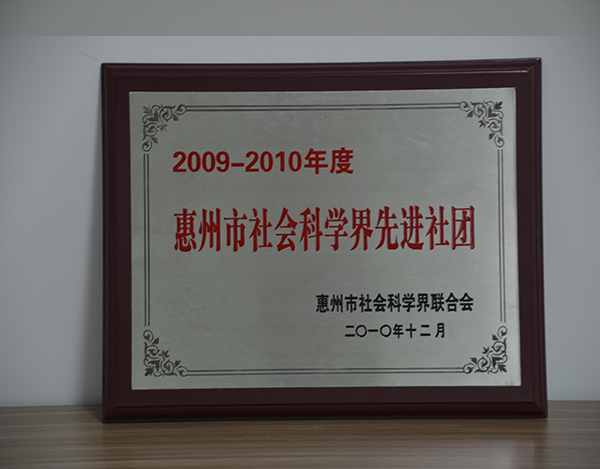 2009-2010年度
惠州市社会科学界先进社团
惠州市社会科学界联合会
二〇一〇年十二月